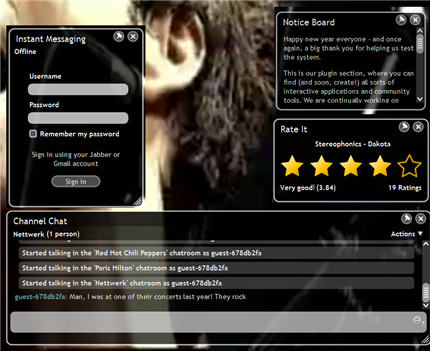 Instant Messaging
Offline
Username
Password
Remember my password
Sign in using your Jabber or
Gmail account
Sign in
Notice Board
Happy new year everyone - and once
again, a big thank you for helping us test
the system.
This is our plugin section, where you can
find (and soon, create!) all sorts of
interactive applications and community
tools. We are continually working on
Rate It
Stereophonics - Dakota
Very good! (3.84) 19 Ratings
Channel Chat
Nettwerk (1 person) Actions ▼
Started talking in the 'Red Hot Chili Peppers' chatroom as guest-678db2fa
Started talking in the 'Paris Hilton' chatroom as guest-678db2fa
Started talking in the 'Nettwerk' chatroom as guest-678db2fa
guest-678db2fa: Man, I was at one of their concerts last year! They rock